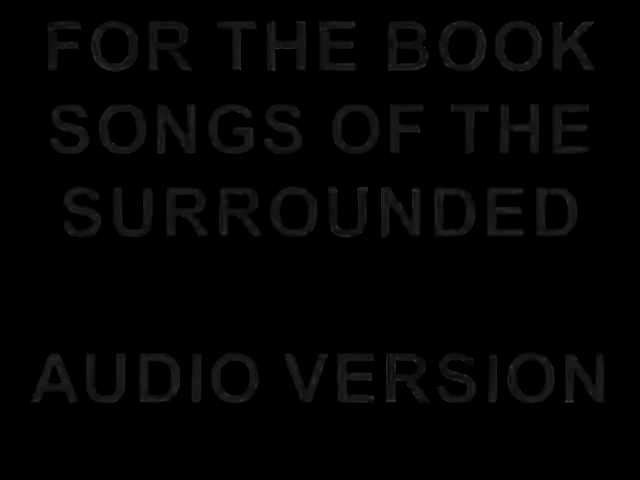 FOR THE BOOK
SONGS OF THE
SURROUNDED
AUDIO VERSION